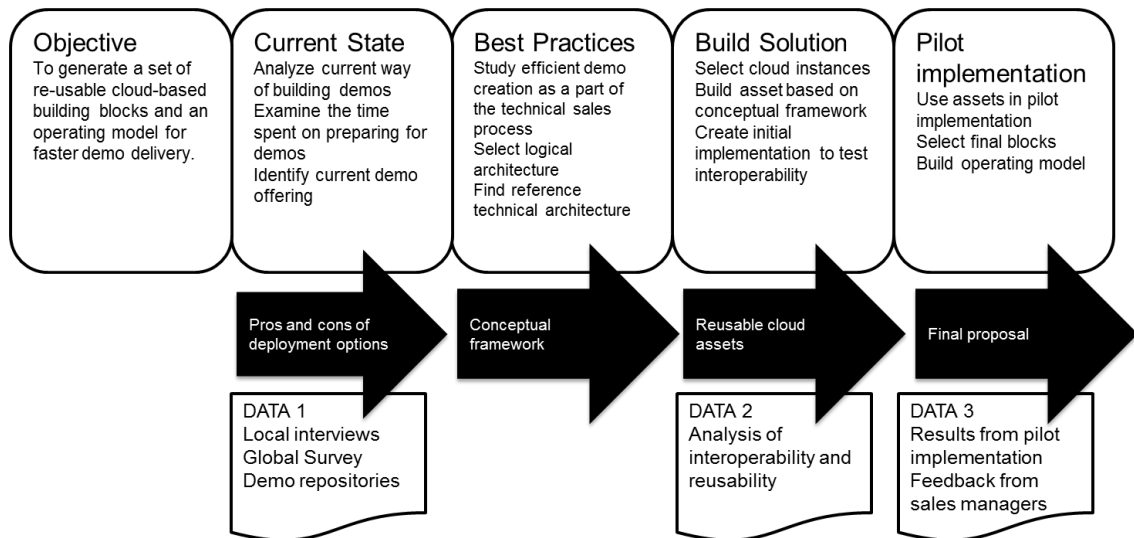 Objective
To generate a set of
re-usable cloud-based
building blocks and an
operating model for
faster demo delivery.
Current State
Analyze current way
of building demos
Examine the time
spent on preparing for
demos
Identify current demo
offering
Best Practices
Study efficient demo
creation as a part of
the technical sales
process
Select logical
architecture
Find reference
technical architecture
Build Solution
Select cloud instances
Build asset based on
conceptual framework
Create initial
implementation to test
interoperability
Pilot
implementation
Use assets in pilot
implementation
Select final blocks
Build operating model
Pros and cons of
deployment options
Conceptual
framework
Reusable cloud
assets
Final proposal
DATA 1
Local interviews
Global Survey
Demo repositories
DATA 2
Analysis of
interoperability and
reusability
DATA 3
Results from pilot
implementation
Feedback from
sales managers